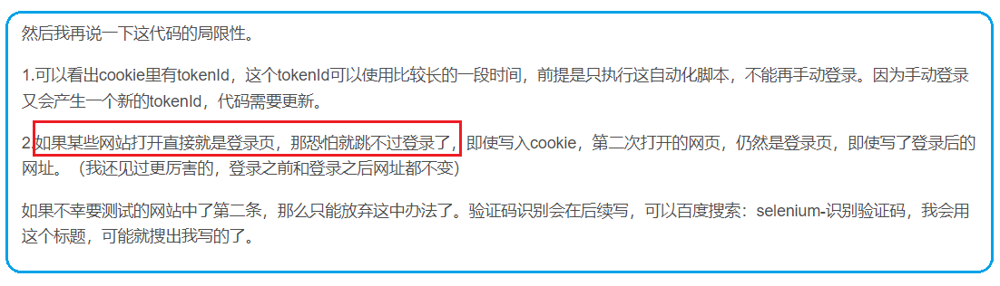 然后我再说一下这代码的局限性。
1.可以看出cookie里有tokenId，这个tokenId可以使用比较长的一段时间，前提是只执行这自动化脚本，不能再手动登录。因为手动登录
又会产生一个新的tokenId，代码需要更新。
2.如果某些网站打开直接就是登录页，那恐怕就跳不过登录了，即使写入cookie，第二次打开的网页，仍然是登录页，即使写了登录后的
网址。（我还见过更厉害的，登录之前和登录之后网址都不变）
如果不幸要测试的网站中了第二条，那么只能放弃这中办法了。验证码识别会在后续写，可以百度搜索：selenium-识别验证码，我会用
这个标题，可能就搜出我写的了。